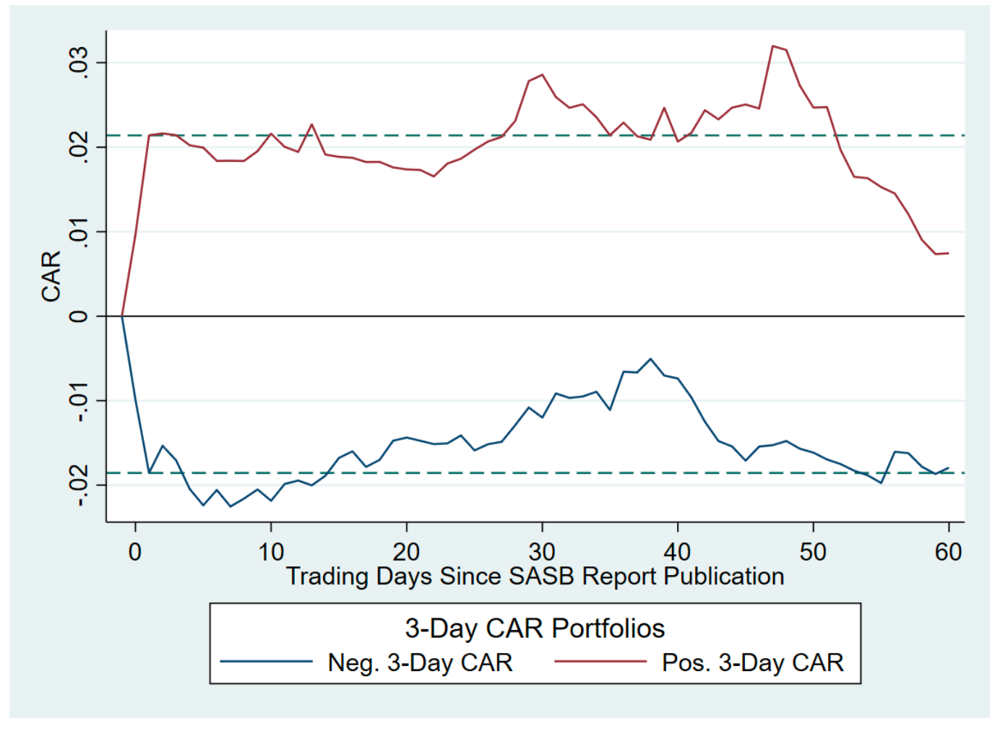 .03
.02
.01
0
-.01
-.02
CAR
0 10 20 30 40 50 60
Trading Days Since SASB Report Publication
3-Day CAR Portfolios
Neg. 3-Day CAR Pos. 3-Day CAR